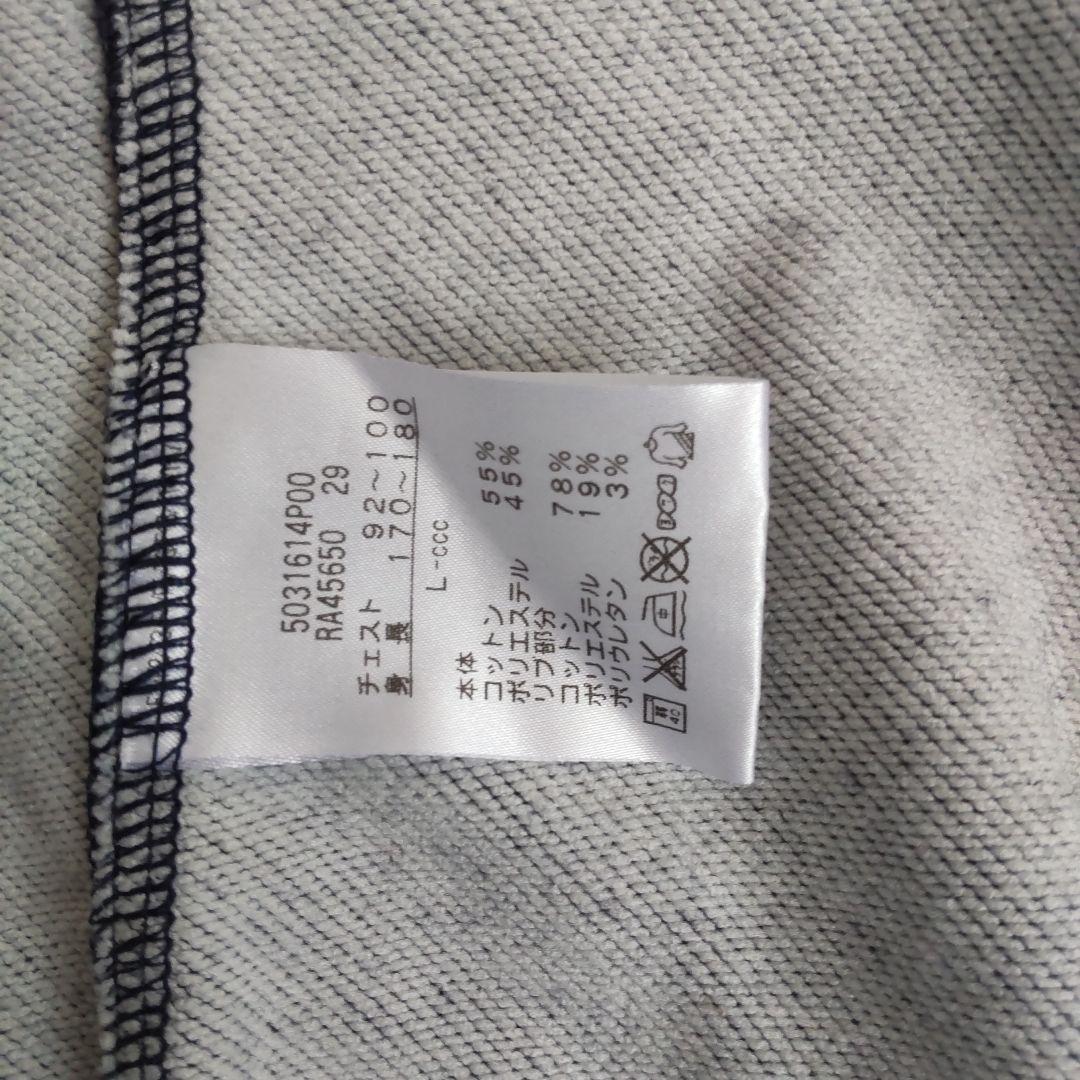 5031614P00
RA45650 29
チェスト 92～100
身長 170～180
L-ccc
本体
コットン 55%
ポリエステル 45%
リブ部分
コットン 78%
ポリエステル 19%
ポリウレタン 3%
40 中